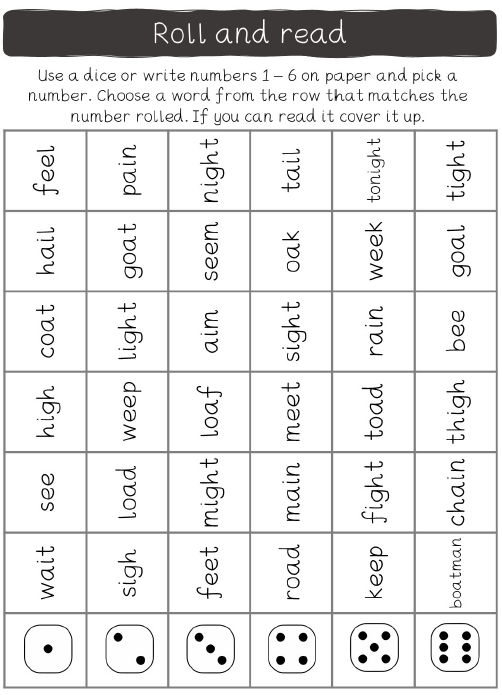 Roll and read
Use a dice or write numbers 1 – 6 on paper and pick a
number. Choose a word from the row that matches the
number rolled. If you can read it cover it up.
wait see high coat hail feel
sigh load weep light goat pain
feet might loaf aim seem night
road main meet sight oak tail
keep fight toad rain week tonight
boatman chain thigh bee goal tight